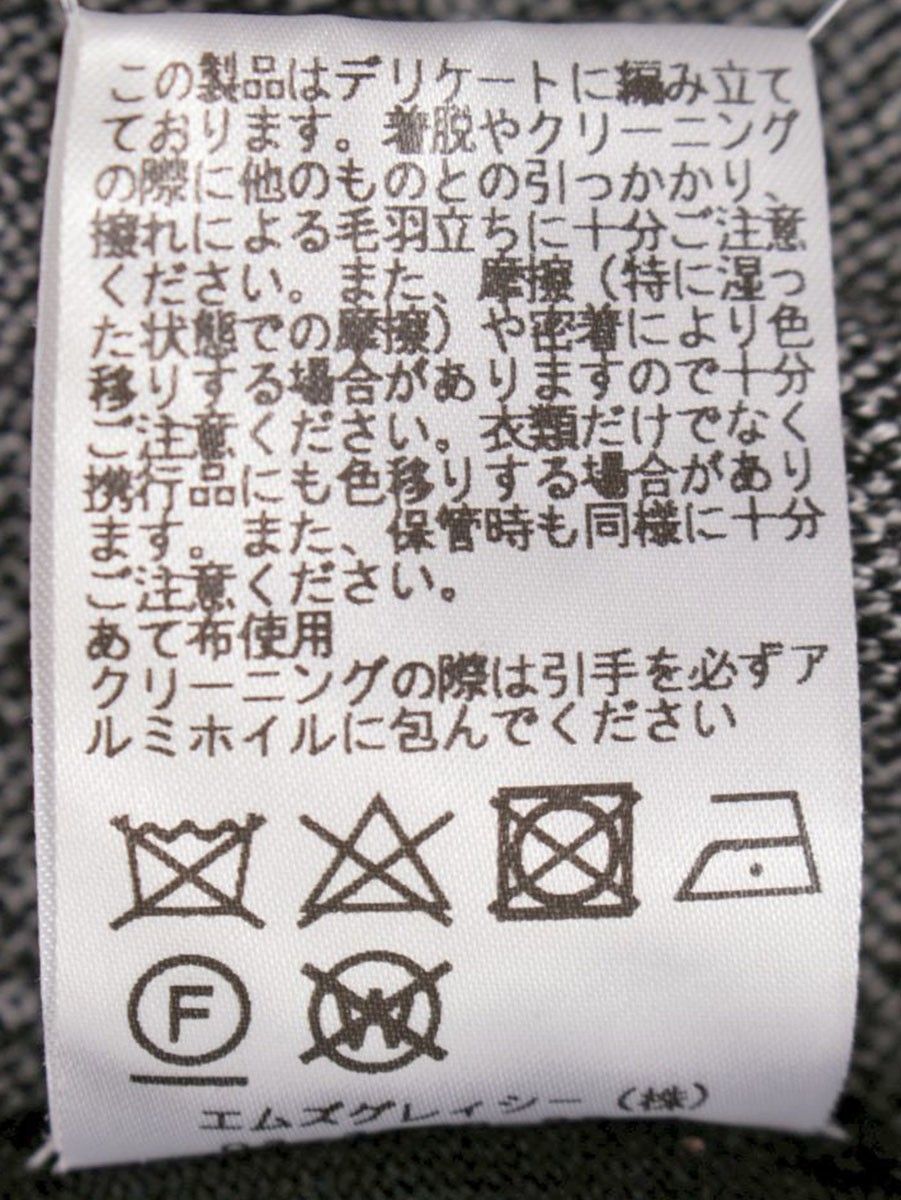 この製品はデリケートに編み立て
ております。着脱やクリーニング
の際に他のものとの引っかかり、
擦れによる毛羽立ちに十分ご注意
ください。また、摩擦（特に湿っ
た状態での摩擦）や密着により色
移りする場合がありますので十分
ご注意ください。衣類だけでなく
携行品にも色移りする場合があり
ます。また、保管時も同様に十分
ご注意ください。
あて布使用
クリーニングの際は引手を必ずア
ルミホイルに包んでください
F
W
エムズグレイシー（株）